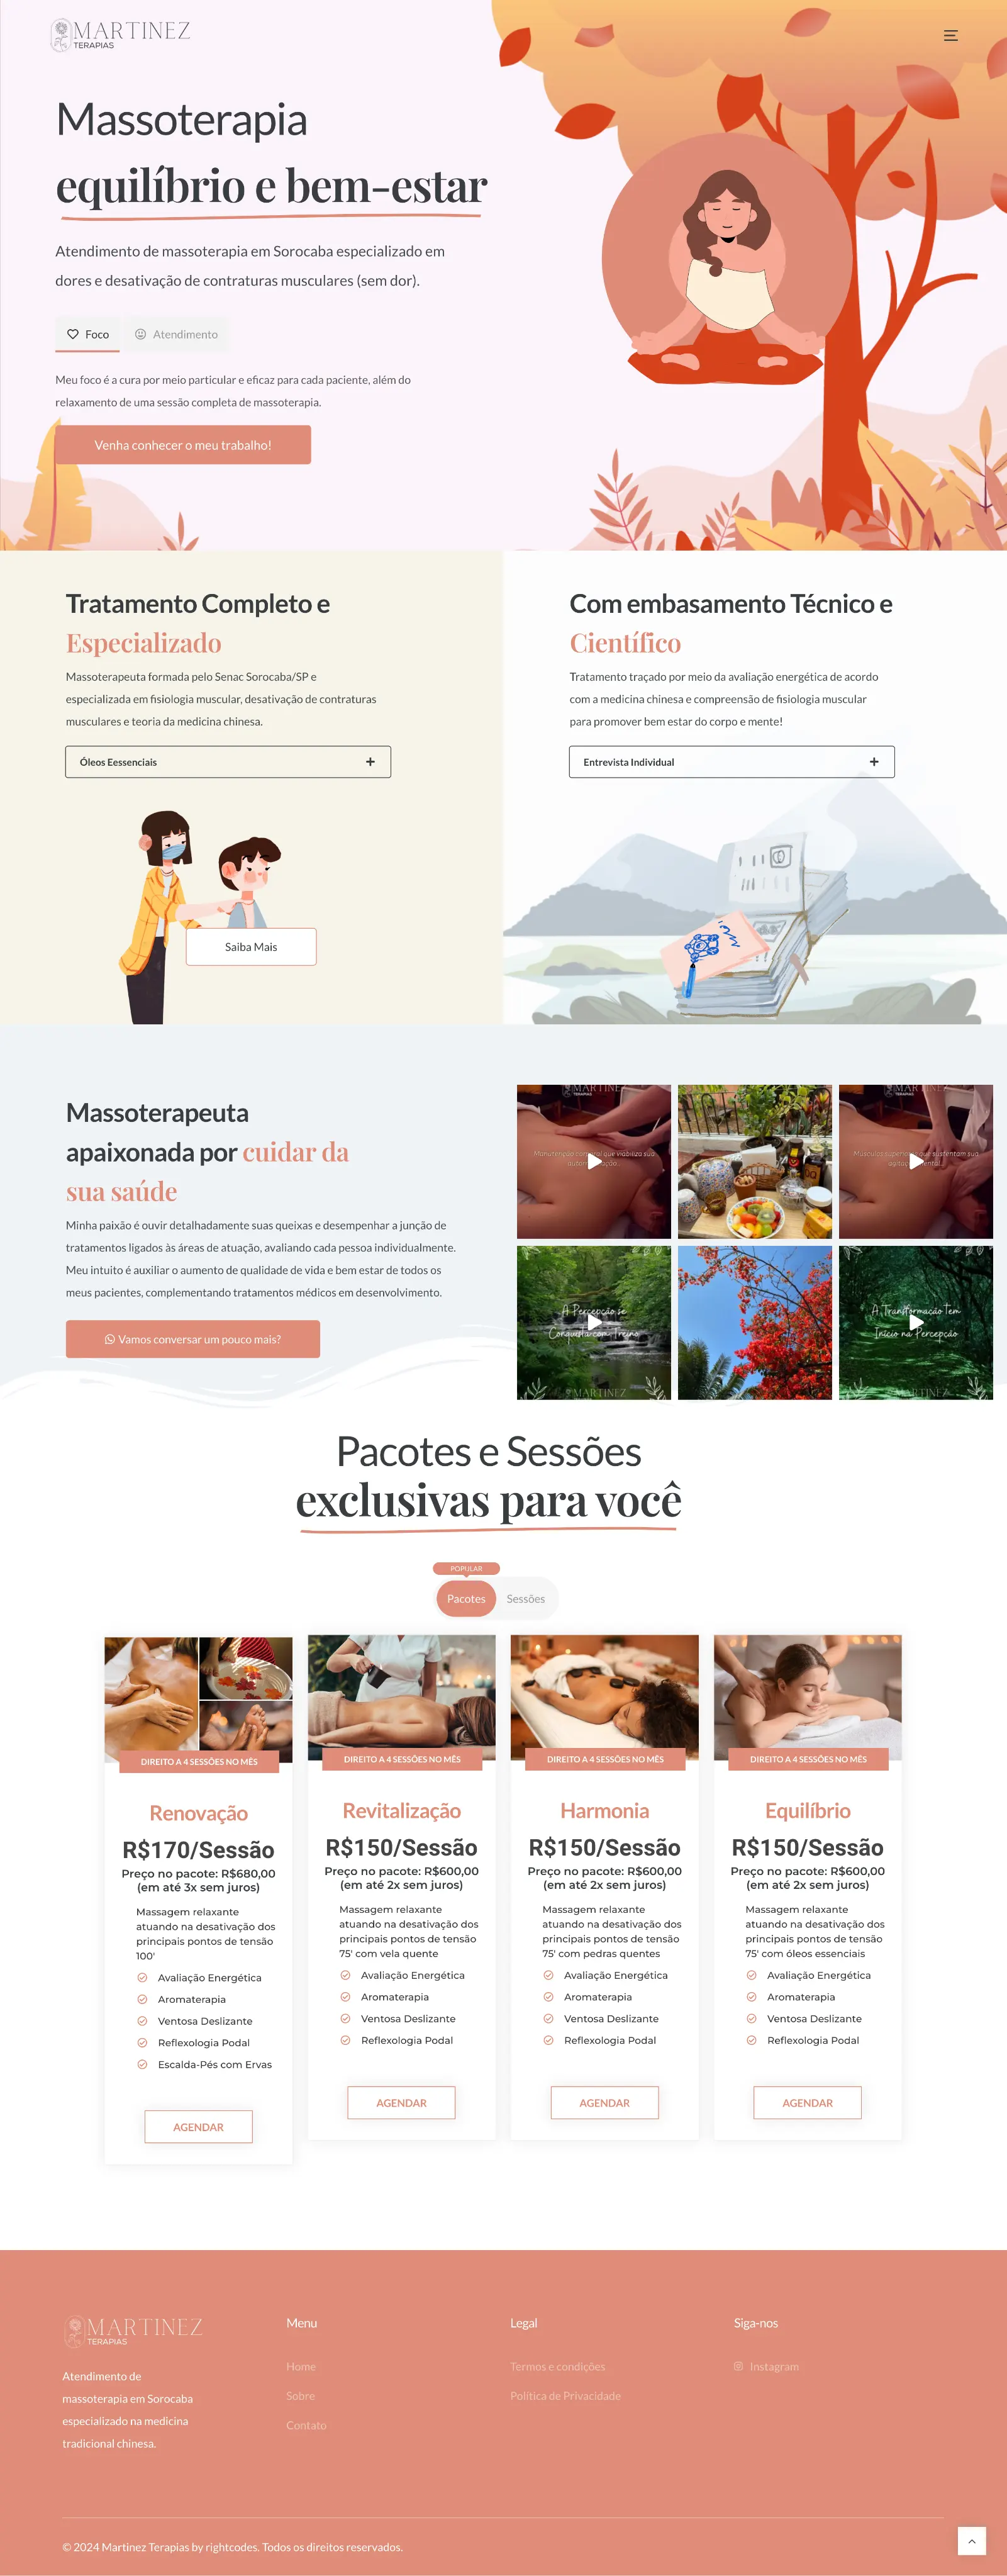 MARTINEZ
TERAPIAS
Massoterapia
equilíbrio e bem-estar
Atendimento de massoterapia em Sorocaba especializado em
dores e desativação de contraturas musculares (sem dor).
Foco
Atendimento
Meu foco é a cura por meio particular e eficaz para cada paciente, além do
relaxamento de uma sessão completa de massoterapia.
Venha conhecer o meu trabalho!
Tratamento Completo e
Especializado
Massoterapeuta formada pelo Senac Sorocaba/SP e
especializada em fisiologia muscular, desativação de contraturas
musculares e teoria da medicina chinesa.
Óleos Eessenciais
Saiba Mais
Com embasamento Técnico e
Científico
Tratamento traçado por meio da avaliação energética de acordo
com a medicina chinesa e compreensão de fisiologia muscular
para promover bem estar do corpo e mente!
Entrevista Individual
Massoterapeuta
apaixonada por cuidar da
sua saúde
Minha paixão é ouvir detalhadamente suas queixas e desempenhar a junção de
tratamentos ligados às áreas de atuação, avaliando cada pessoa individualmente.
Meu intuito é auxiliar o aumento de qualidade de vida e bem estar de todos os
meus pacientes, complementando tratamentos médicos em desenvolvimento.
Vamos conversar um pouco mais?
MARTINEZ
TERAPIAS
Manutenção corporal que viabiliza sua
MARTINEZ
TERAPIAS
Músculos superiores que sustentam sua
A Percepção se
Conquista com Treino
MARTINEZ
A Transformação tem
Início na Percepção
MARTINEZ
Pacotes e Sessões
exclusivas para você
POPULAR
Pacotes
Sessões
DIREITO A 4 SESSÕES NO MÊS
Renovação
R$170/Sessão
Preço no pacote: R$680,00
(em até 3x sem juros)
Massagem relaxante
atuando na desativação dos
principais pontos de tensão
100'
Avaliação Energética
Aromaterapia
Ventosa Deslizante
Reflexologia Podal
Escalda-Pés com Ervas
AGENDAR
DIREITO A 4 SESSÕES NO MÊS
Revitalização
R$150/Sessão
Preço no pacote: R$600,00
(em até 2x sem juros)
Massagem relaxante
atuando na desativação dos
principais pontos de tensão
75' com vela quente
Avaliação Energética
Aromaterapia
Ventosa Deslizante
Reflexologia Podal
AGENDAR
DIREITO A 4 SESSÕES NO MÊS
Harmonia
R$150/Sessão
Preço no pacote: R$600,00
(em até 2x sem juros)
Massagem relaxante
atuando na desativação dos
principais pontos de tensão
75' com pedras quentes
Avaliação Energética
Aromaterapia
Ventosa Deslizante
Reflexologia Podal
AGENDAR
DIREITO A 4 SESSÕES NO MÊS
Equilíbrio
R$150/Sessão
Preço no pacote: R$600,00
(em até 2x sem juros)
Massagem relaxante
atuando na desativação dos
principais pontos de tensão
75' com óleos essenciais
Avaliação Energética
Aromaterapia
Ventosa Deslizante
Reflexologia Podal
AGENDAR
MARTINEZ
TERAPIAS
Atendimento de
massoterapia em Sorocaba
especializado na medicina
tradicional chinesa.
Menu
Home
Sobre
Contato
Legal
Termos e condições
Política de Privacidade
Siga-nos
Instagram
© 2024 Martinez Terapias by rightcodes. Todos os direitos reservados.